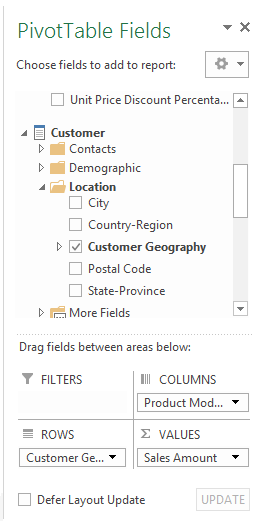 PivotTable Fields
Choose fields to add to report:
Unit Price Discount Percenta...
Customer
Contacts
Demographic
Location
City
Country-Region
Customer Geography
Postal Code
State-Province
More Fields
Drag fields between areas below:
FILTERS
COLUMNS
Product Mod...
ROWS
Σ VALUES
Customer Ge...
Sales Amount
Defer Layout Update
UPDATE